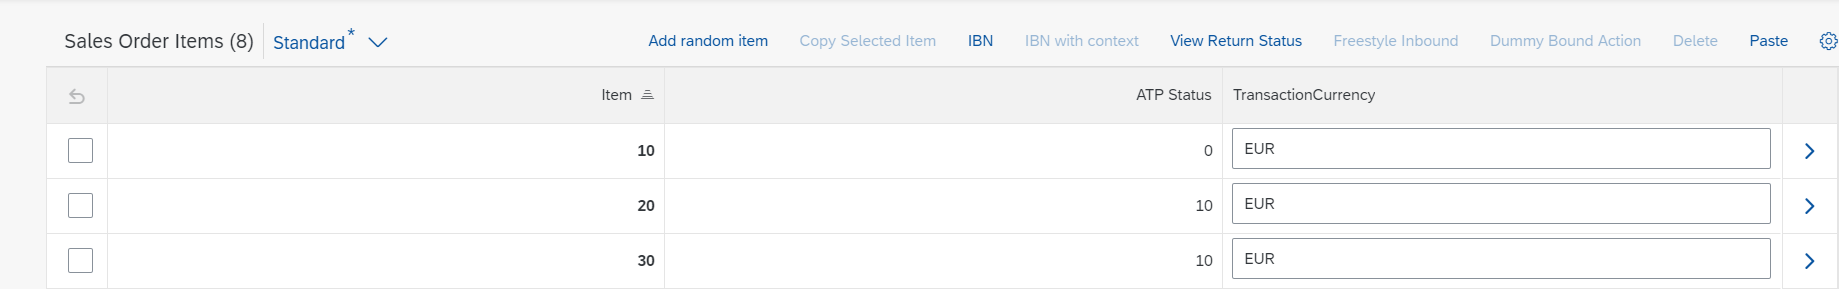 Sales Order Items (8) Standard* Add random item Copy Selected Item IBN IBN with context View Return Status Freestyle Inbound Dummy Bound Action Delete Paste
Item ATP Status TransactionCurrency
10 0 EUR
20 10 EUR
30 10 EUR